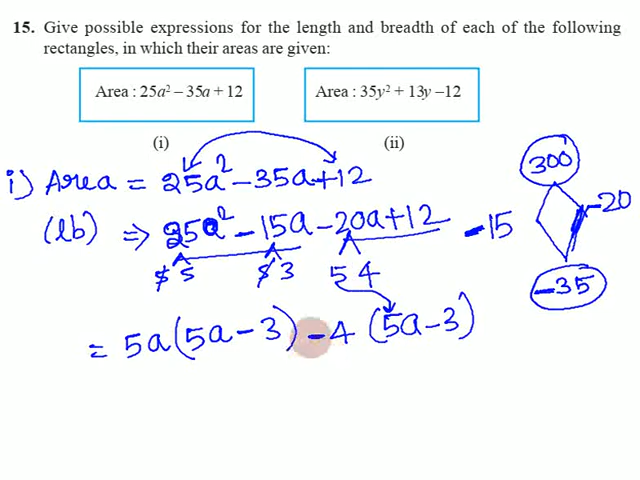 15. Give possible expressions for the length and breadth of each of the following
rectangles, in which their areas are given:
Area : 25a² – 35a + 12
Area : 35y² + 13y –12
(i)
(ii)
i) Area = 25a² – 35a + 12
300
(lb) ⇒ 25a² – 15a – 20a + 12
-15
-20
$ 5
$ 3
5 4
-35
= 5a(5a – 3) – 4 (5a – 3)